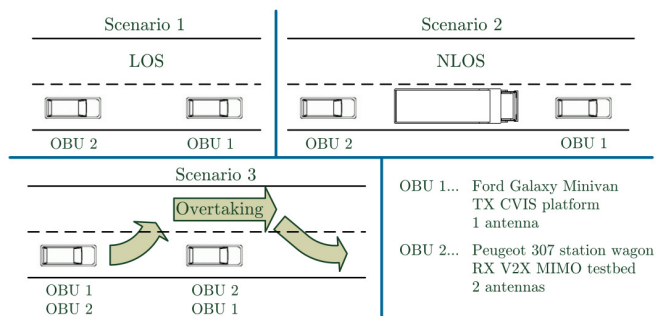 Scenario 1
LOS
OBU 2 OBU 1
Scenario 2
NLOS
OBU 2 OBU 1
Scenario 3
Overtaking
OBU 1 OBU 2
OBU 2 OBU 1
OBU 1... Ford Galaxy Minivan
TX CVIS platform
1 antenna
OBU 2... Peugeot 307 station wagon
RX V2X MIMO testbed
2 antennas